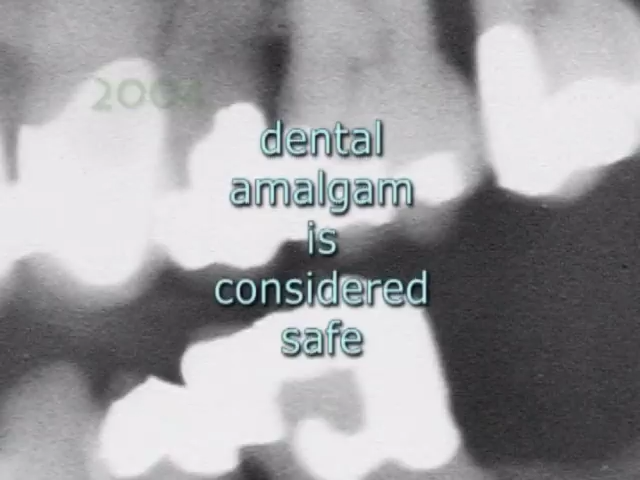 dental
amalgam
is
considered
safe